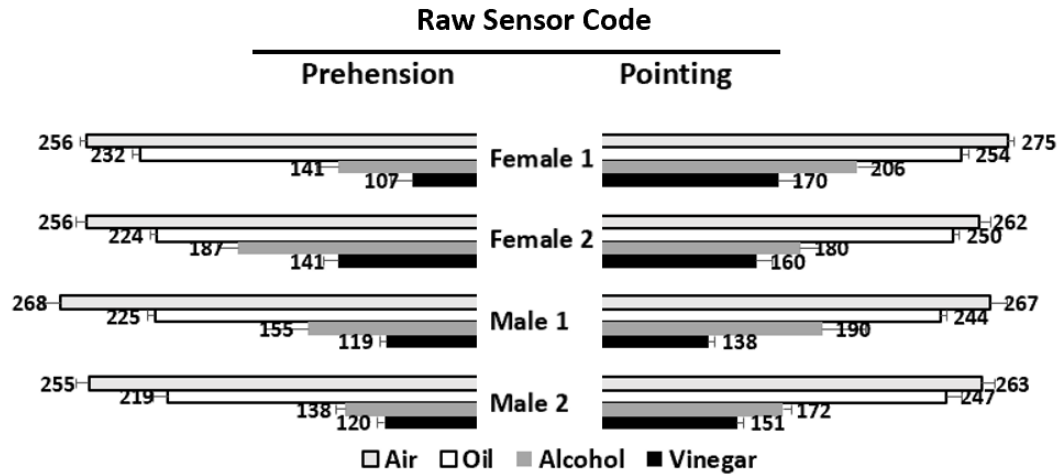 Raw Sensor Code
Prehension Pointing
256 275
232 Female 1 254
141 206
107 170
256 262
224 Female 2 250
187 180
141 160
268 267
225 Male 1 244
155 190
119 138
255 263
219 Male 2 247
138 172
120 151
Air Oil Alcohol Vinegar